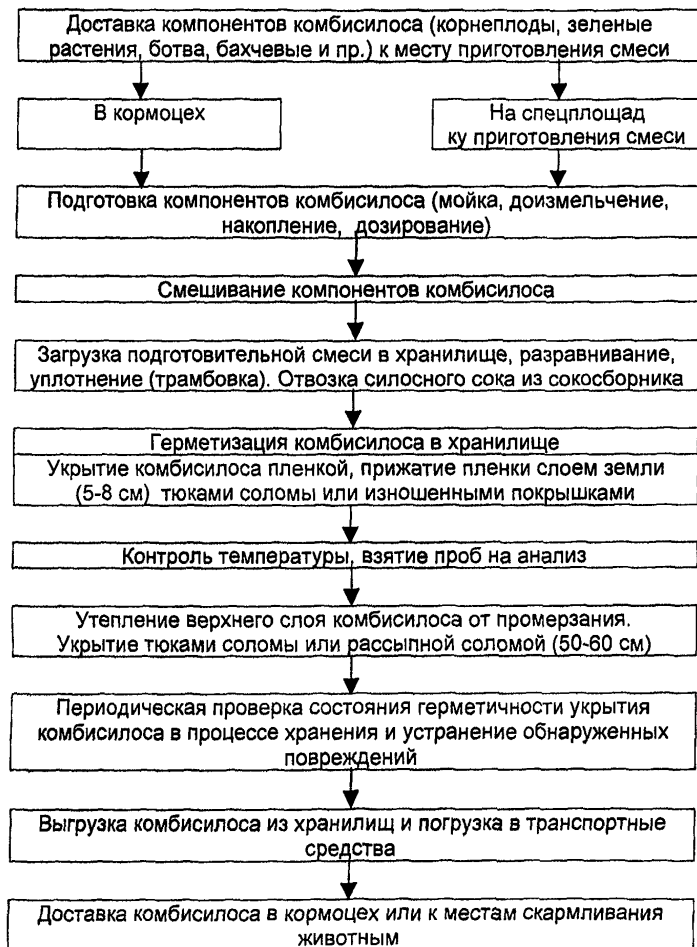 Доставка компонентов комбисилоса (корнеплоды, зеленые
растения, ботва, бахчевые и пр.) к месту приготовления смеси
В кормоцех
На спецплощад
ку приготовления смеси
Подготовка компонентов комбисилоса (мойка, доизмельчение,
накопление, дозирование)
Смешивание компонентов комбисилоса
Загрузка подготовительной смеси в хранилище, разравнивание,
уплотнение (трамбовка). Отвозка силосного сока из сокосборника
Герметизация комбисилоса в хранилище
Укрытие комбисилоса пленкой, прижатие пленки слоем земли
(5-8 см) тюками соломы или изношенными покрышками
Контроль температуры, взятие проб на анализ
Утепление верхнего слоя комбисилоса от промерзания.
Укрытие тюками соломы или рассыпной соломой (50-60 см)
Периодическая проверка состояния герметичности укрытия
комбисилоса в процессе хранения и устранение обнаруженных
повреждений
Выгрузка комбисилоса из хранилищ и погрузка в транспортные
средства
Доставка комбисилоса в кормоцех или к местам скармливания
животным